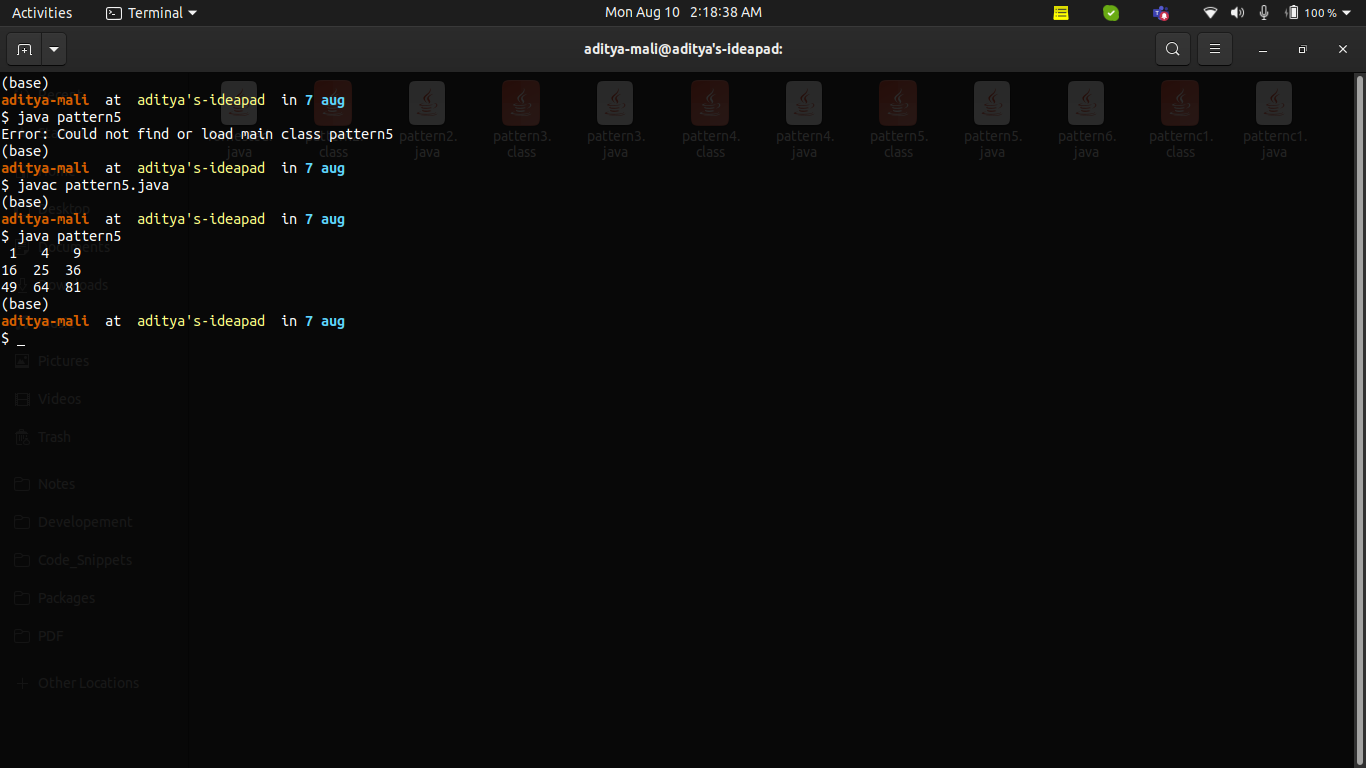 Activities Terminal Mon Aug 10 2:18:38 AM 100 %
aditya-mali@aditya's-ideapad:
(base)
aditya-mali at aditya's-ideapad in 7 aug
$ java pattern5
Error: Could not find or load main class pattern5
(base)
aditya-mali at aditya's-ideapad in 7 aug
$ javac pattern5.java
(base)
aditya-mali at aditya's-ideapad in 7 aug
$ java pattern5
1 4 9
16 25 36
49 64 81
(base)
aditya-mali at aditya's-ideapad in 7 aug
$ _
java
class
pattern2.
java
pattern3.
class
pattern3.
java
pattern4.
class
pattern4.
java
pattern5.
class
pattern5.
java
pattern6.
java
patternc1.
class
patternc1.
java
Desktop
Documents
Downloads
Pictures
Videos
Trash
Notes
Developement
Code_Snippets
Packages
PDF
Other Locations